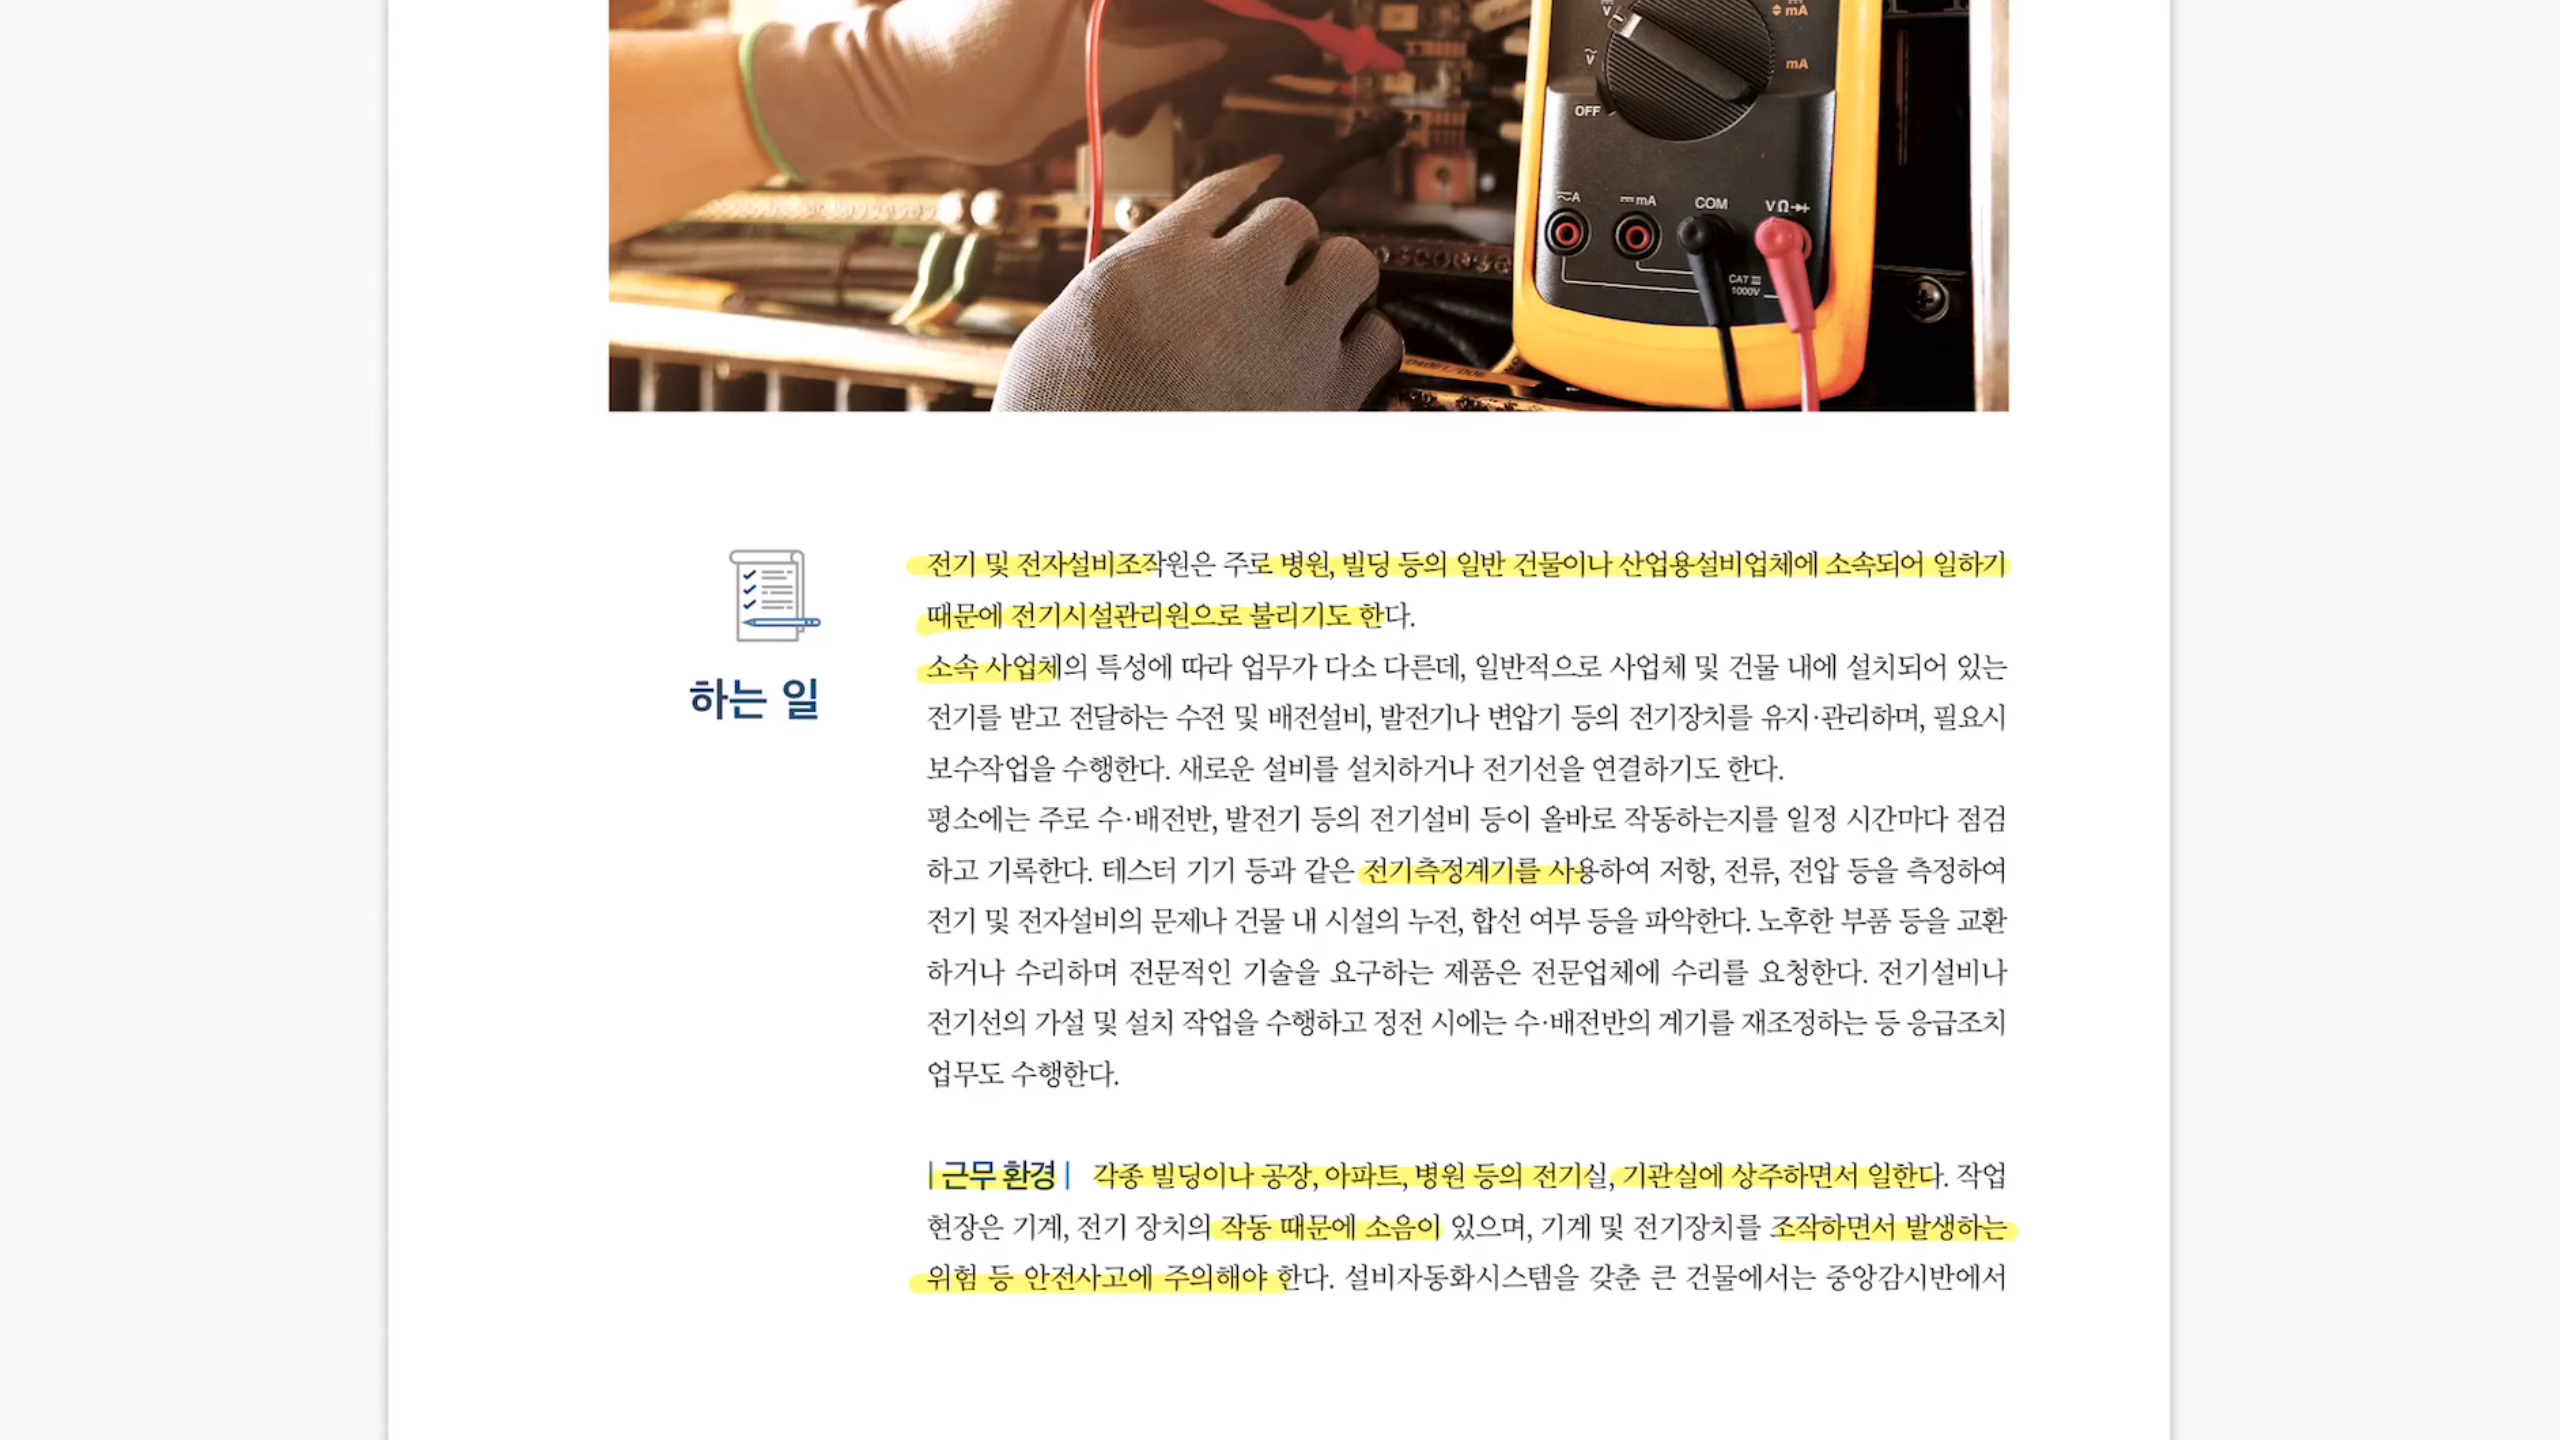 V
mA
Ṽ
mA
OFF
A
mA
COM
VΩ
CAT III
1000V
전기 및 전자설비조작원은 주로 병원, 빌딩 등의 일반 건물이나 산업용설비업체에 소속되어 일하기
때문에 전기시설관리원으로 불리기도 한다.
소속 사업체의 특성에 따라 업무가 다소 다른데, 일반적으로 사업체 및 건물 내에 설치되어 있는
하는 일
전기를 받고 전달하는 수전 및 배전설비, 발전기나 변압기 등의 전기장치를 유지·관리하며, 필요시
보수작업을 수행한다. 새로운 설비를 설치하거나 전기선을 연결하기도 한다.
평소에는 주로 수·배전반, 발전기 등의 전기설비 등이 올바로 작동하는지를 일정 시간마다 점검
하고 기록한다. 테스터 기기 등과 같은 전기측정계기를 사용하여 저항, 전류, 전압 등을 측정하여
전기 및 전자설비의 문제나 건물 내 시설의 누전, 합선 여부 등을 파악한다. 노후한 부품 등을 교환
하거나 수리하며 전문적인 기술을 요구하는 제품은 전문업체에 수리를 요청한다. 전기설비나
전기선의 가설 및 설치 작업을 수행하고 정전 시에는 수·배전반의 계기를 재조정하는 등 응급조치
업무도 수행한다.
| 근무 환경 | 각종 빌딩이나 공장, 아파트, 병원 등의 전기실, 기관실에 상주하면서 일한다. 작업
현장은 기계, 전기 장치의 작동 때문에 소음이 있으며, 기계 및 전기장치를 조작하면서 발생하는
위험 등 안전사고에 주의해야 한다. 설비자동화시스템을 갖춘 큰 건물에서는 중앙감시반에서